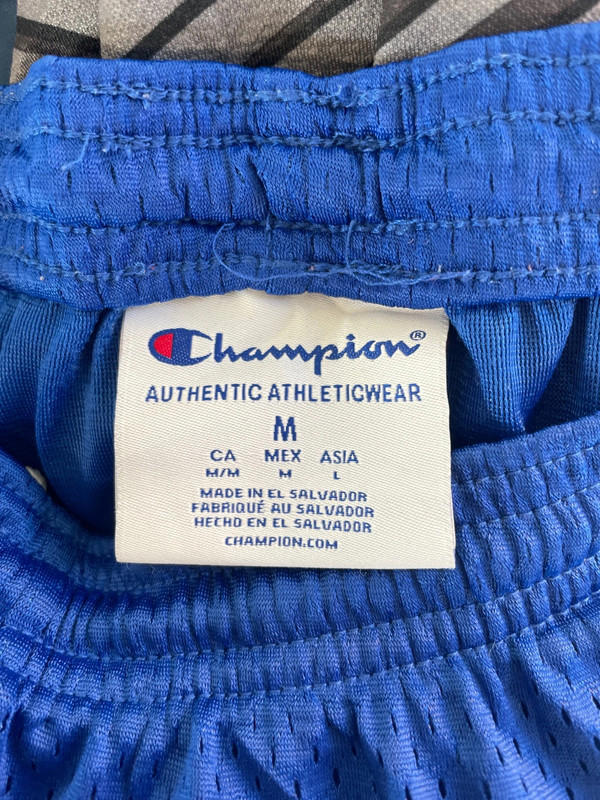 Champion®
AUTHENTIC ATHLETICWEAR
M
CA MEX ASIA
M/M M L
MADE IN EL SALVADOR
FABRIQUÉ AU SALVADOR
HECHO EN EL SALVADOR
CHAMPION.COM